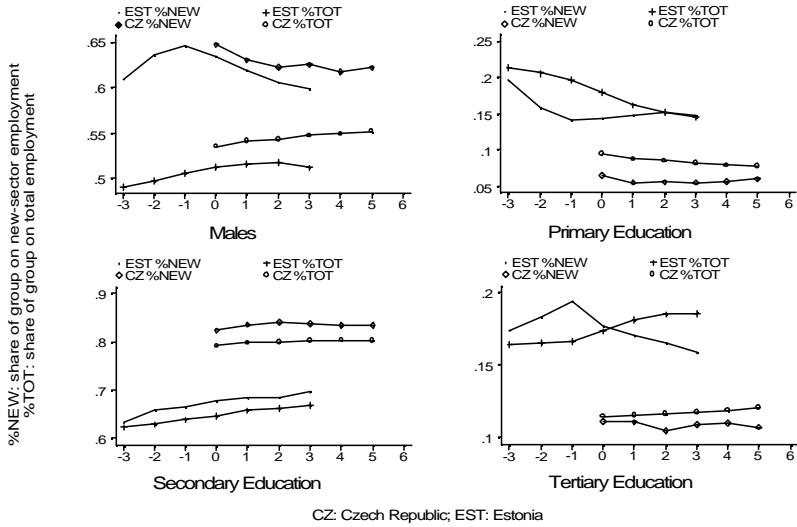 %NEW: share of group on new-sector employment
%TOT: share of group on total employment
EST %NEW EST %TOT
CZ %NEW CZ %TOT
.65
.6
.55
.5
-3 -2 -1 0 1 2 3 4 5 6
Males
EST %NEW EST %TOT
CZ %NEW CZ %TOT
.25
.2
.15
.1
.05
-3 -2 -1 0 1 2 3 4 5 6
Primary Education
EST %NEW EST %TOT
CZ %NEW CZ %TOT
.9
.8
.7
.6
-3 -2 -1 0 1 2 3 4 5 6
Secondary Education
EST %NEW EST %TOT
CZ %NEW CZ %TOT
.2
.15
.1
-3 -2 -1 0 1 2 3 4 5 6
Tertiary Education
CZ: Czech Republic; EST: Estonia